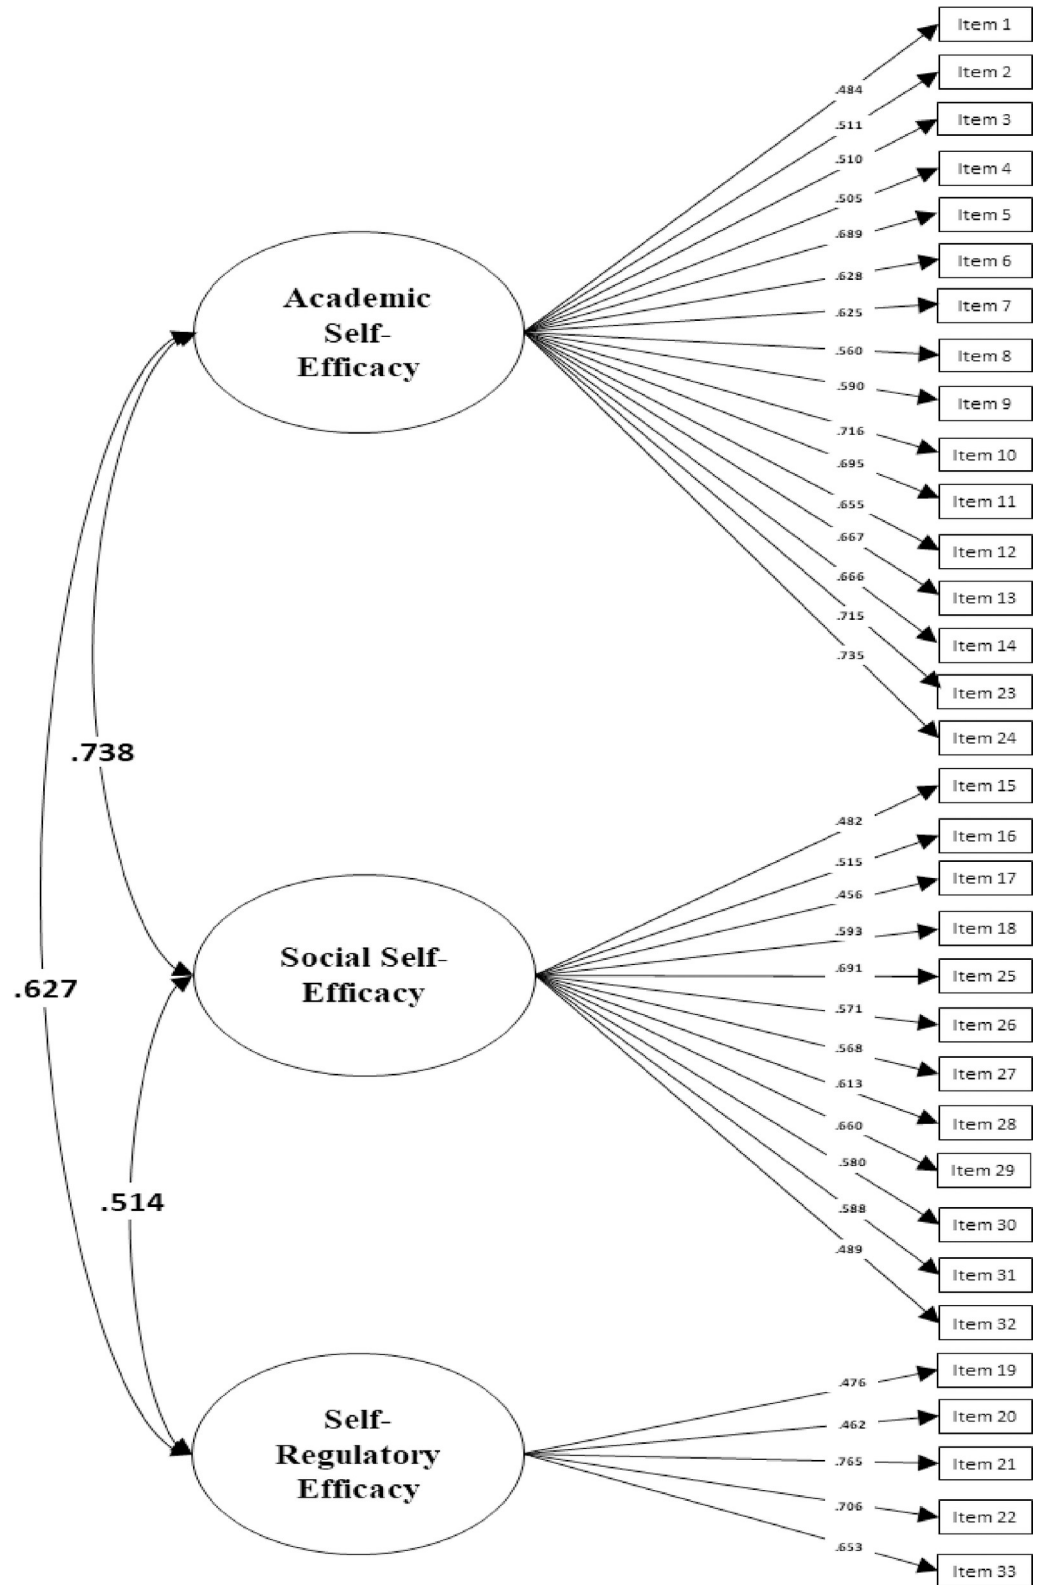 Item 1
.484
Item 2
.511
Item 3
.510
Item 4
.505
Item 5
.689
Item 6
.628
Item 7
.625
Item 8
.560
Item 9
.590
Item 10
.716
Item 11
.695
Item 12
.655
Item 13
.667
Item 14
.666
Item 23
.715
Item 24
.735
Academic
Self-
Efficacy
.738
Item 15
.482
Item 16
.515
Item 17
.456
Item 18
.593
Item 25
.691
Item 26
.571
Item 27
.568
Item 28
.613
Item 29
.660
Item 30
.580
Item 31
.588
Item 32
.489
Social Self-
Efficacy
.627
.514
Item 19
.476
Item 20
.462
Item 21
.765
Item 22
.706
Item 33
.653
Self-
Regulatory
Efficacy